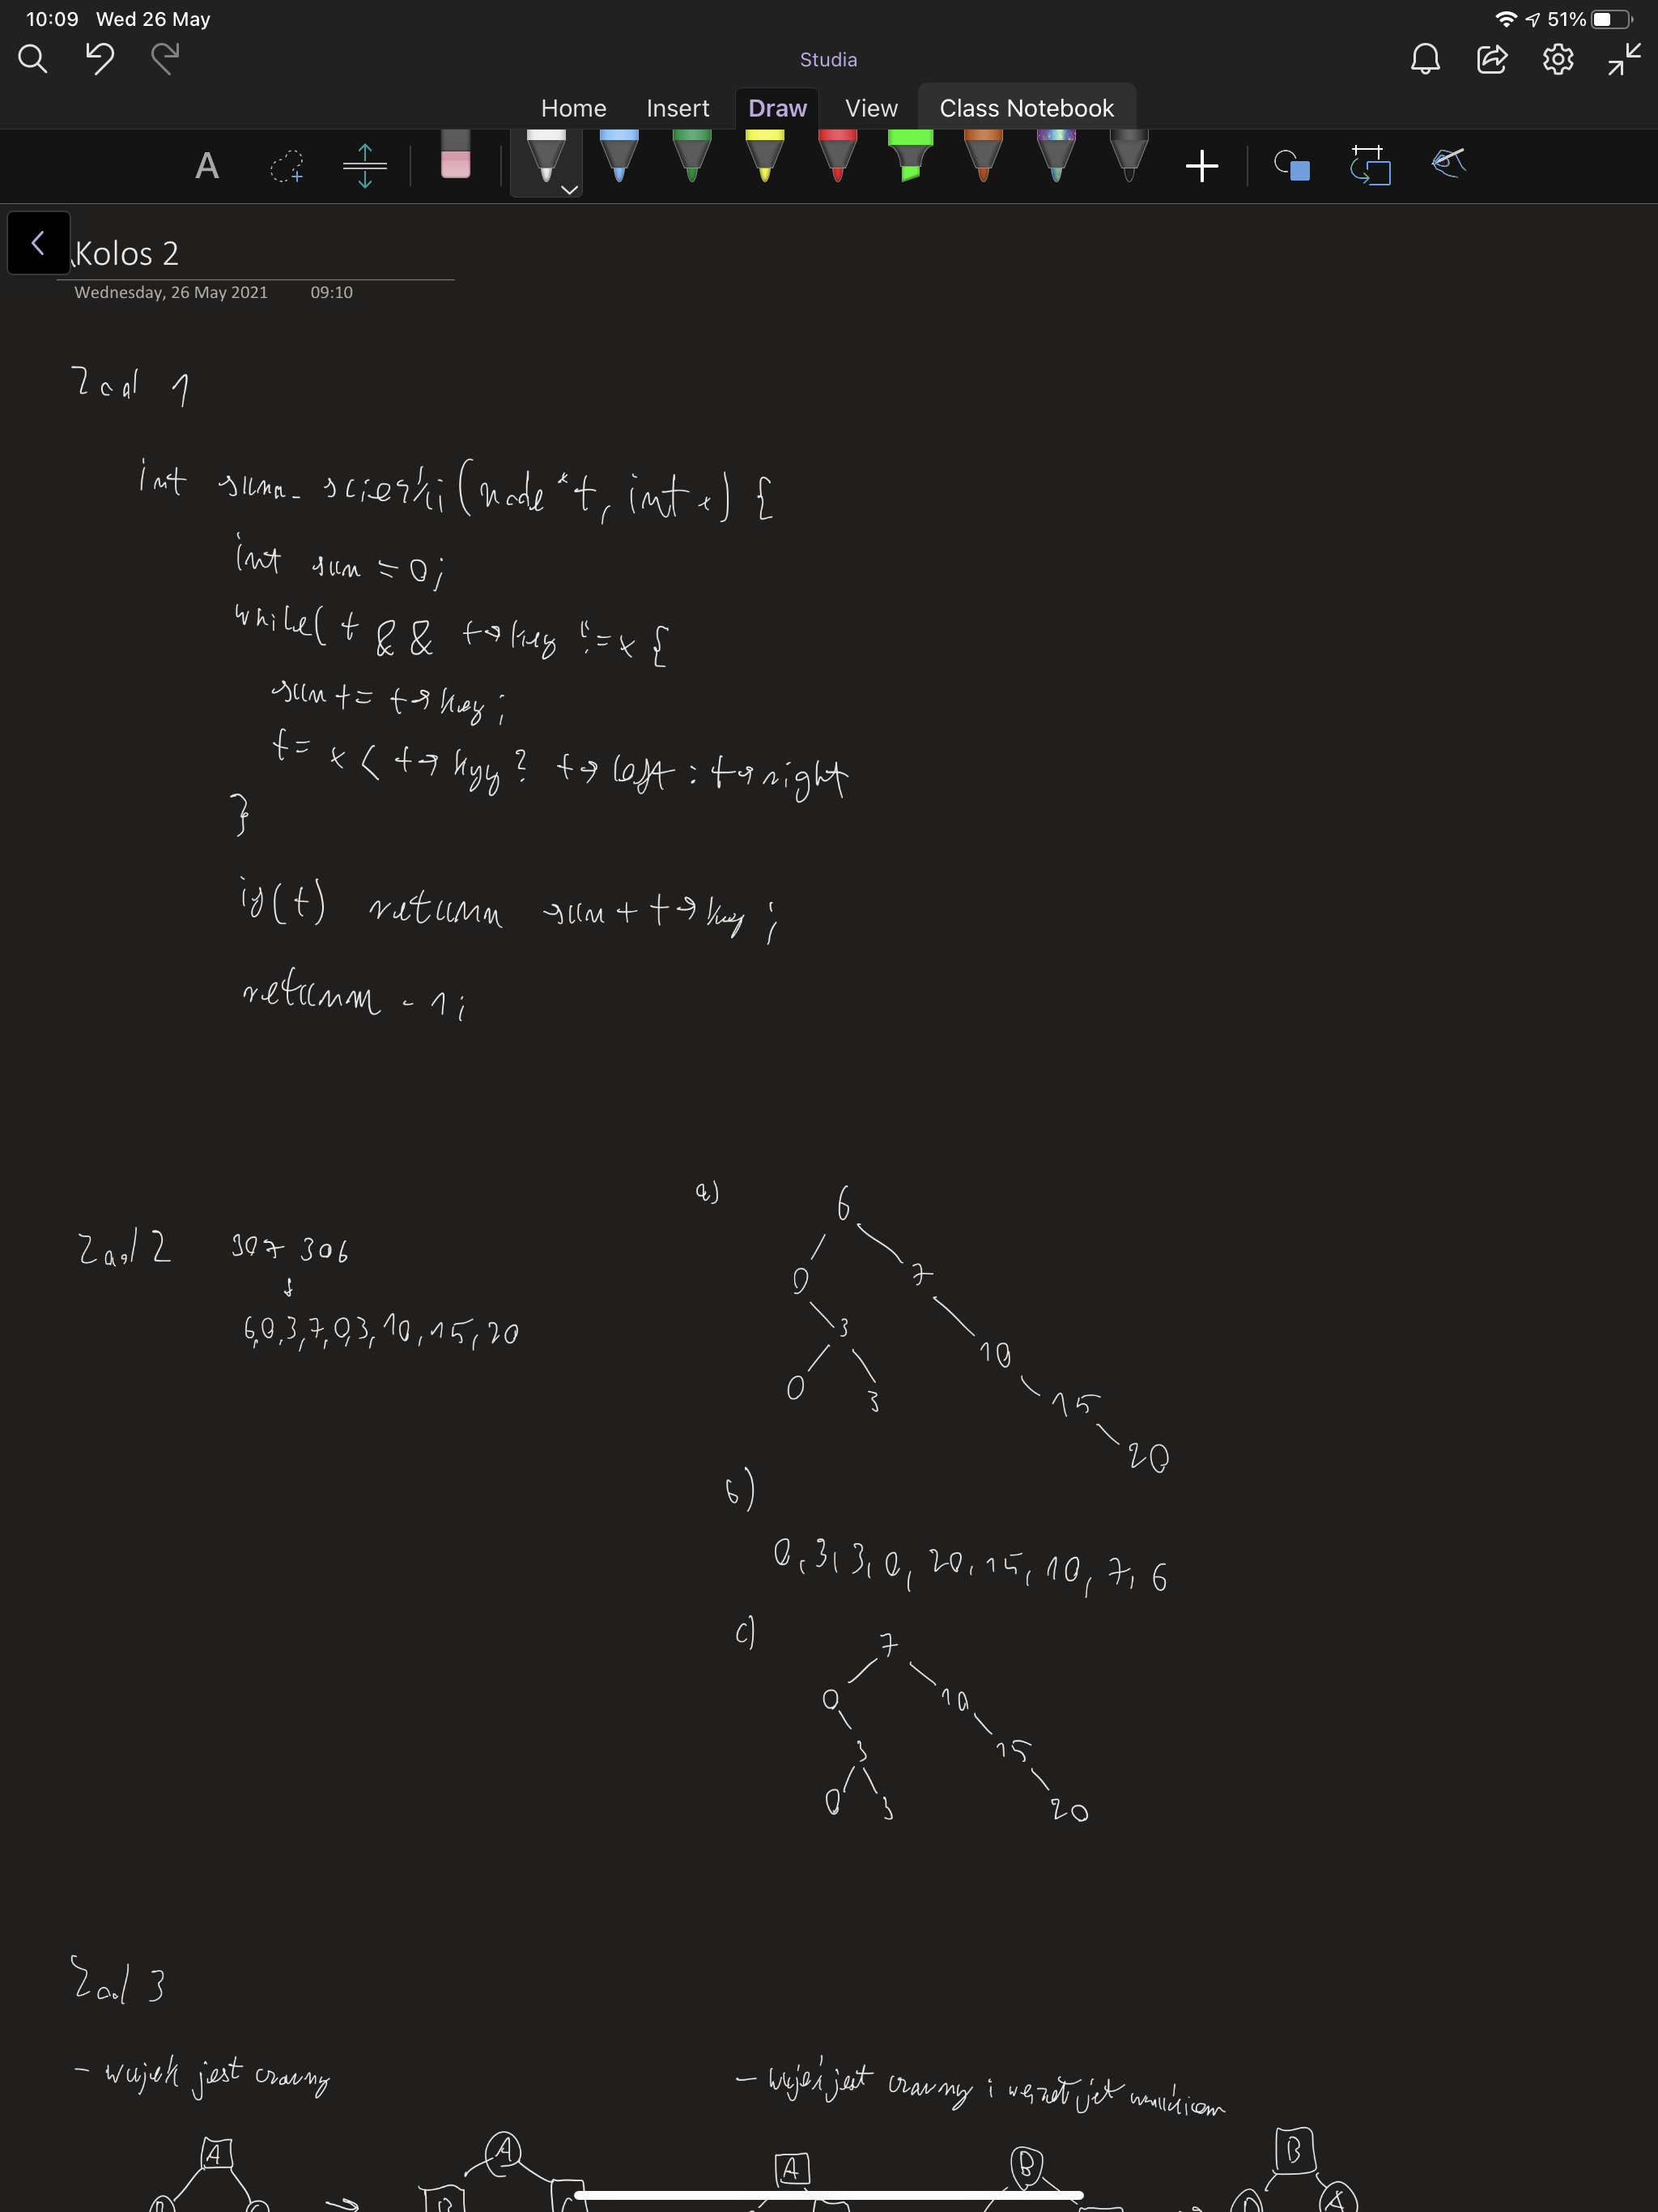 10:09 Wed 26 May 51%
Studia
Home Insert Draw View Class Notebook
A
Kolos 2
Wednesday, 26 May 2021 09:10
Zad 1
int suma_scierzki(node *t, int x) {
int sum = 0;
while( t && t→key != x {
sum += t→key;
t= x < t→kyy? t→left : t→right
}
if(t) return sum + t→key;
return -1;
Zad 2 307 306
↓
6,0,3,7,0,3,10,15,20
a)
6
0 7
3 10
0 3 15
20
b)
0,3,3,0,20,15,10,7,6
c)
7
0 10
3 15
0 3 20
Zad 3
- wujek jest czarny
- wujek jest czarny i węzeł jest
A A A B B
B C B C A